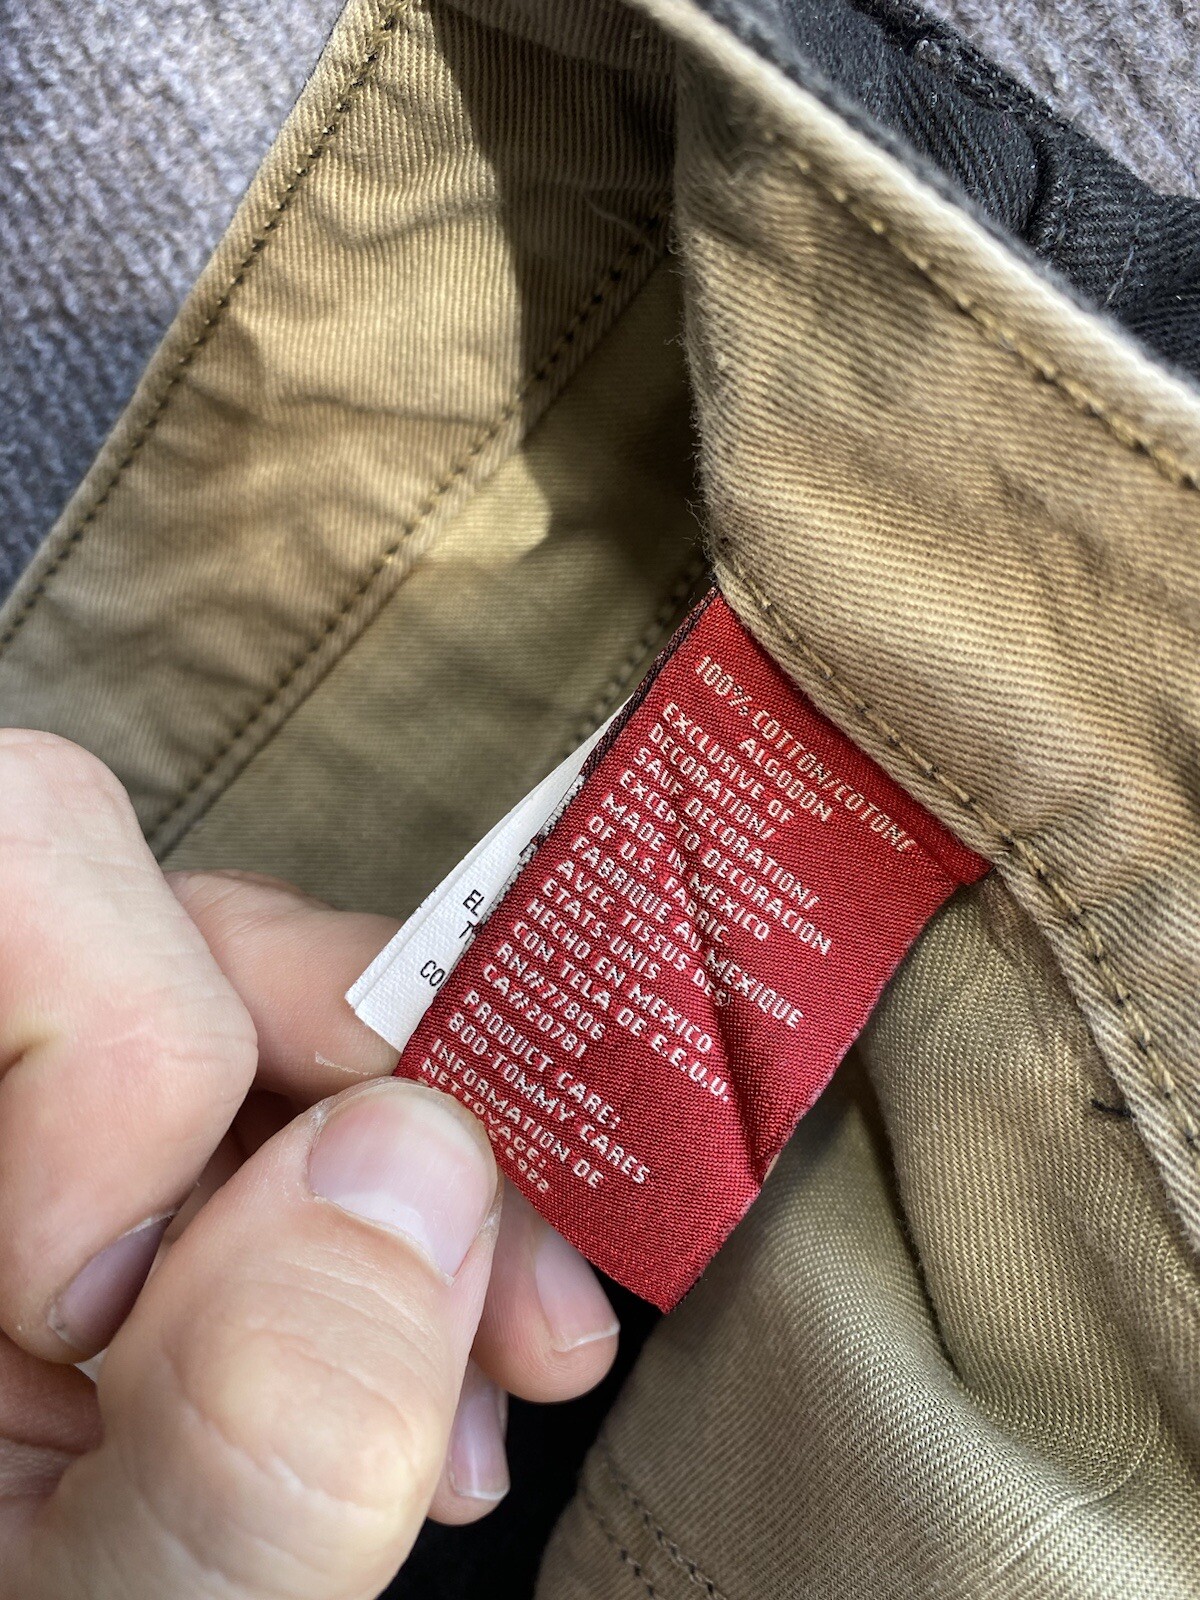 100% COTTON/COTON/
ALGODON
EXCLUSIVE OF
DECORATION/
SAUF DECORATION/
EXCEPTO DECORACION
MADE IN MEXICO
OF U.S. FABRIC
FABRIQUE AU MEXIQUE
AVEC TISSUS DES
ETATS-UNIS
HECHO EN MEXICO
CON TELA DE E.E.U.U.
RN#77806
CA#20781
PRODUCT CARE:
800-TOMMY CARES
INFORMATION DE
NETTOYAGE:
EL